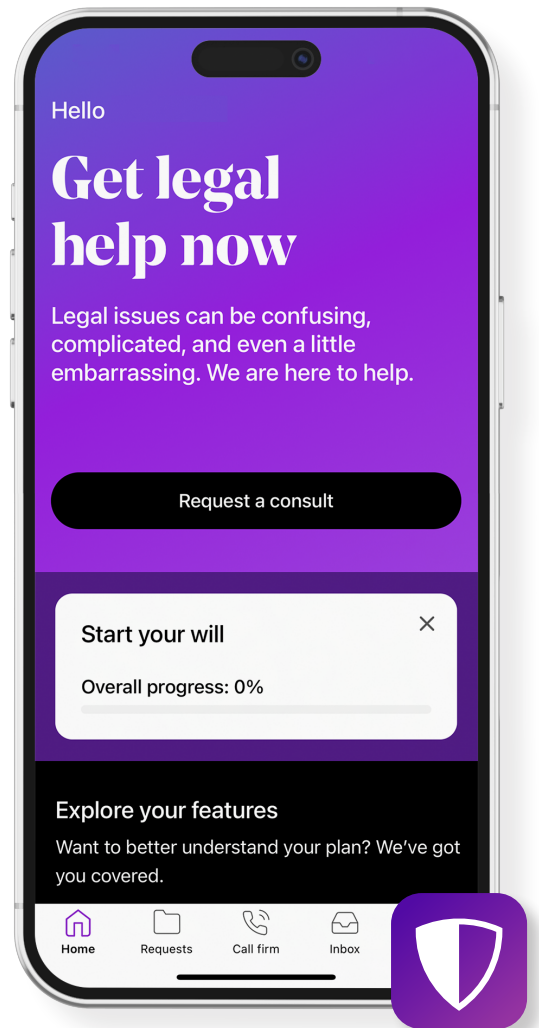 Hello
Get legal
help now
Legal issues can be confusing,
complicated, and even a little
embarrassing. We are here to help.
Request a consult
Start your will
Overall progress: 0%
Explore your features
Want to better understand your plan? We’ve got
you covered.
Home
Requests
Call firm
Inbox